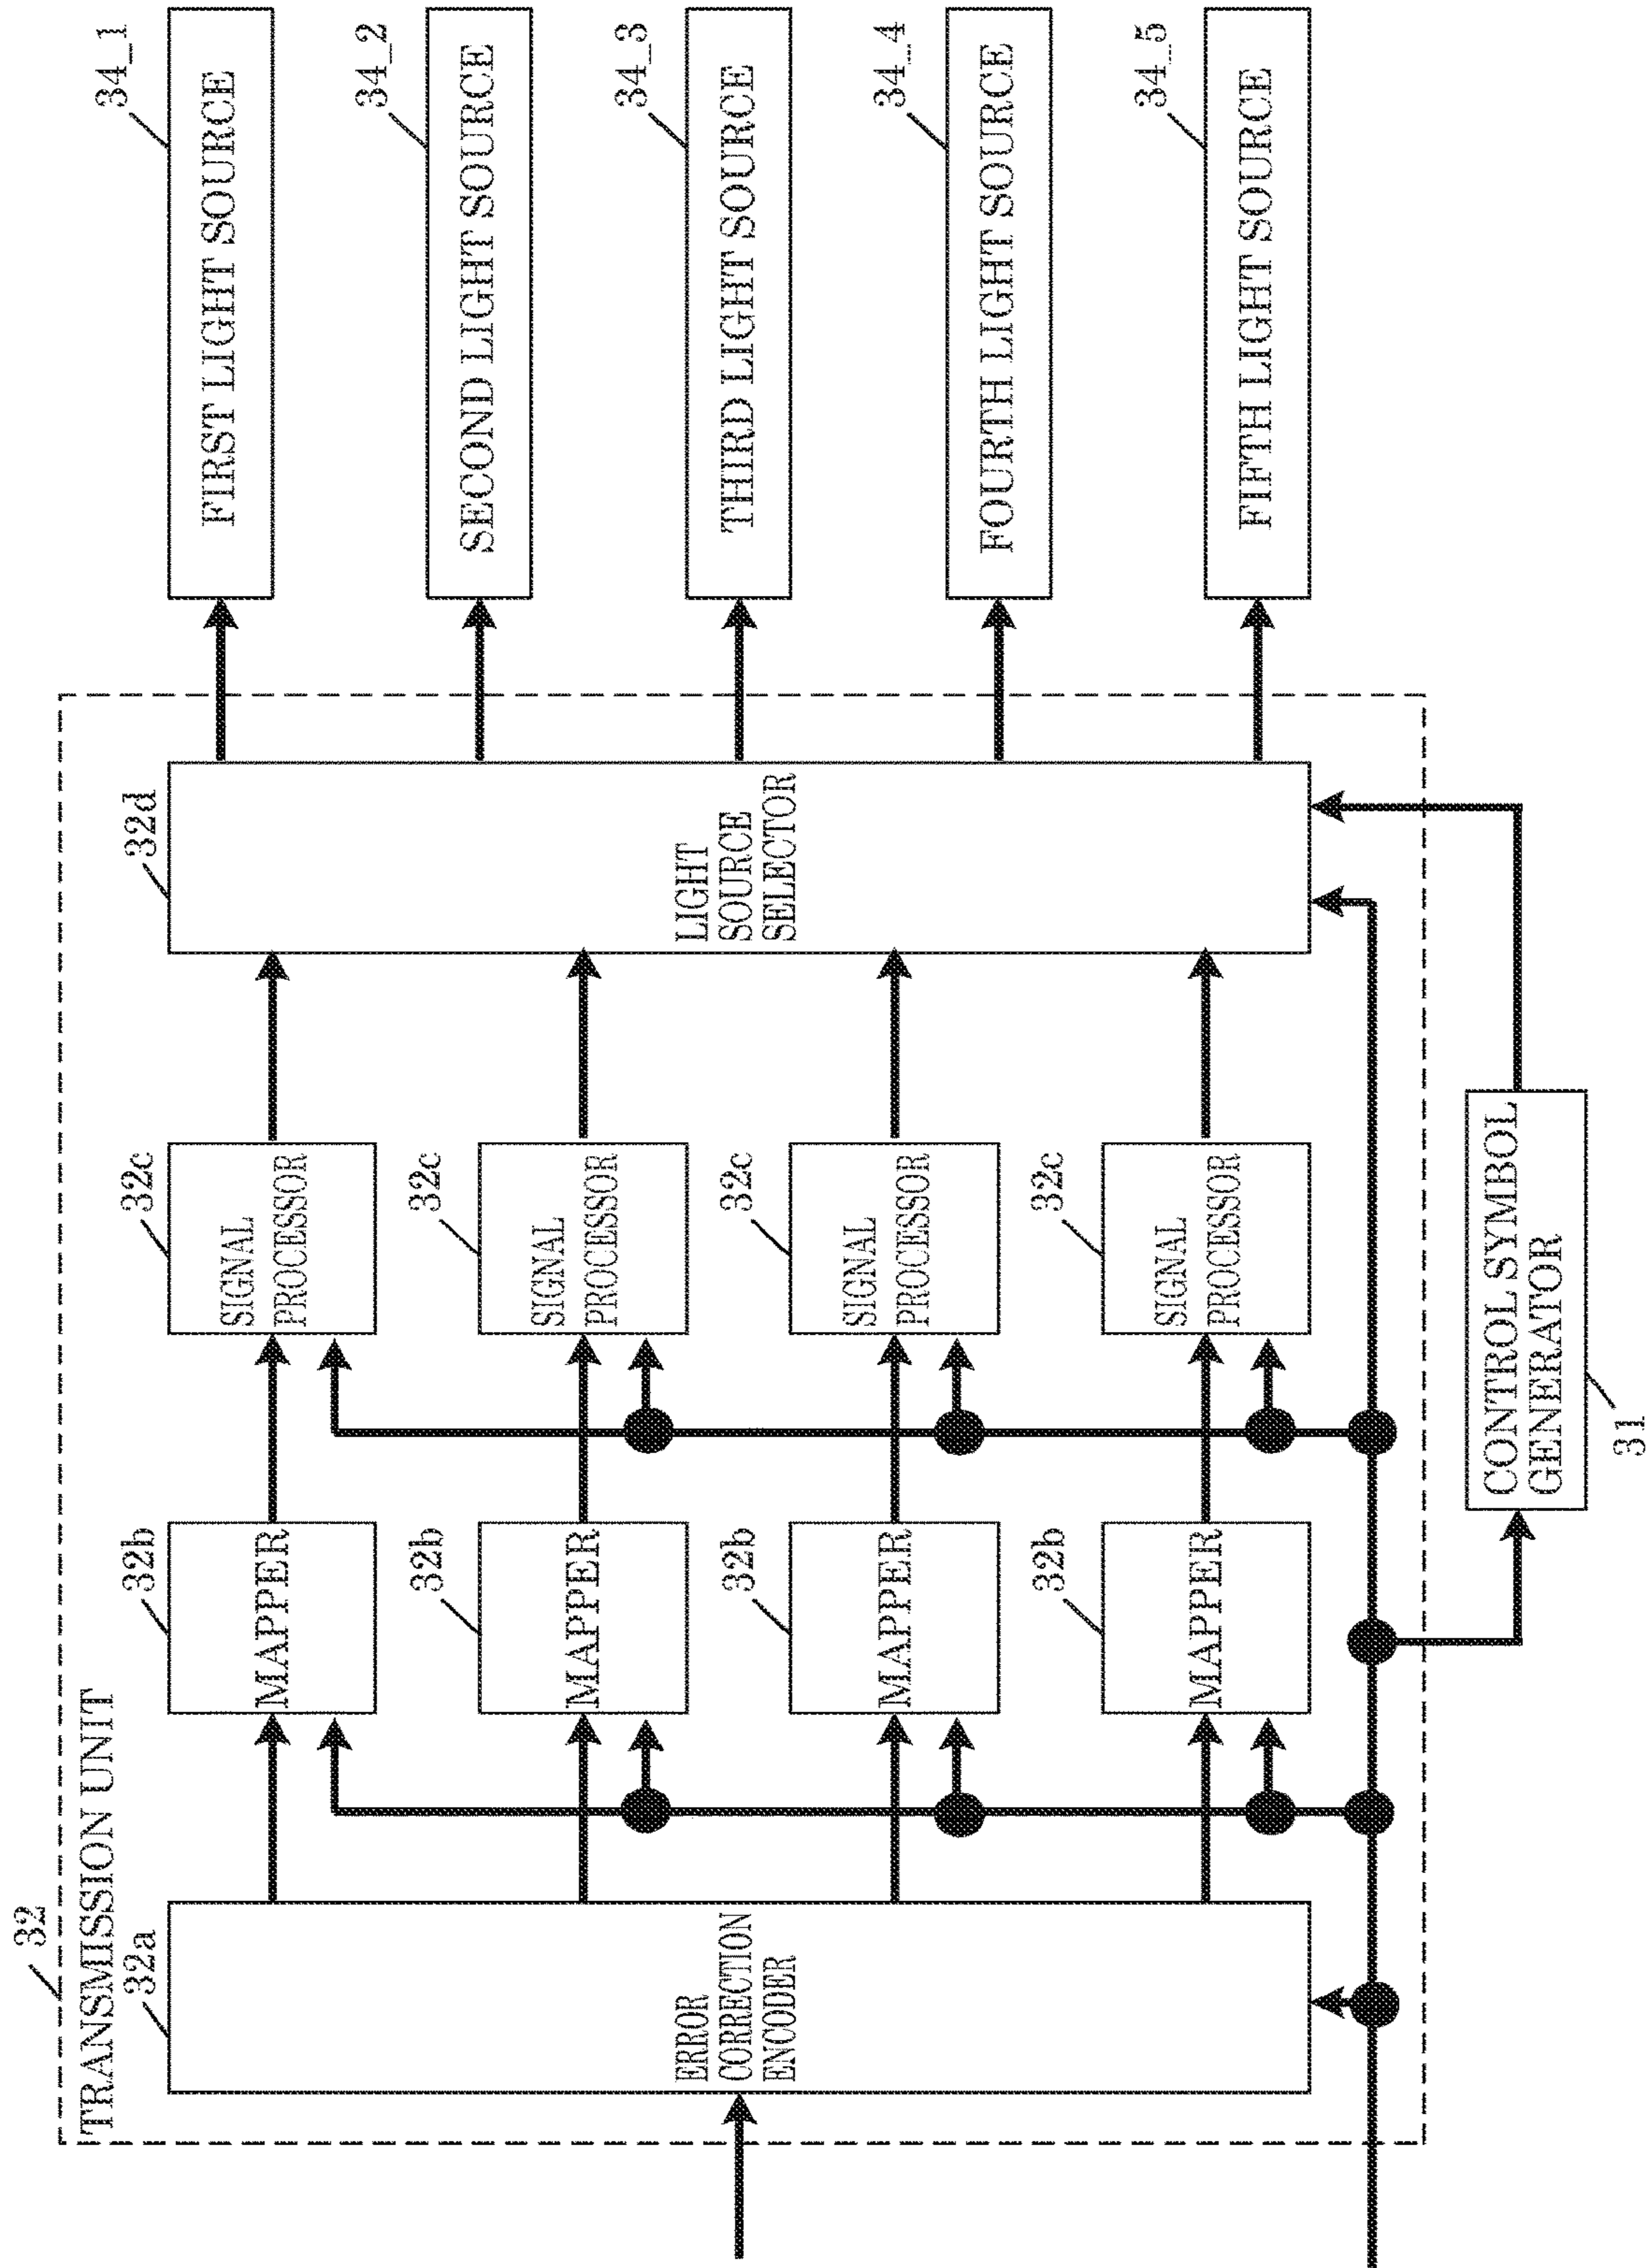 32
TRANSMISSION UNIT
32a
ERROR
CORRECTION
ENCODER
32b
MAPPER
32b
MAPPER
32b
MAPPER
32b
MAPPER
32c
SIGNAL
PROCESSOR
32c
SIGNAL
PROCESSOR
32c
SIGNAL
PROCESSOR
32c
SIGNAL
PROCESSOR
32d
LIGHT
SOURCE
SELECTOR
CONTROL SYMBOL
GENERATOR
31
34_1
FIRST LIGHT SOURCE
34_2
SECOND LIGHT SOURCE
34_3
THIRD LIGHT SOURCE
34_4
FOURTH LIGHT SOURCE
34_5
FIFTH LIGHT SOURCE